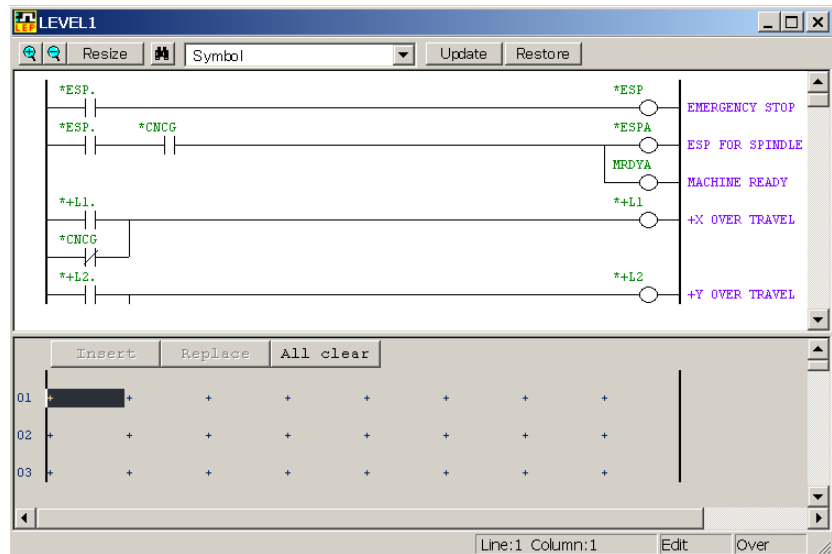 LEF LEVEL1
Resize Symbol Update Restore
*ESP. *ESP
EMERGENCY STOP
*ESP. *CNCG *ESPA
ESP FOR SPINDLE
MRDYA
MACHINE READY
*+L1. *+L1
+X OVER TRAVEL
*CNCG
*+L2. *+L2
+Y OVER TRAVEL
Insert Replace All clear
01
02
03
Line:1 Column:1 Edit Over